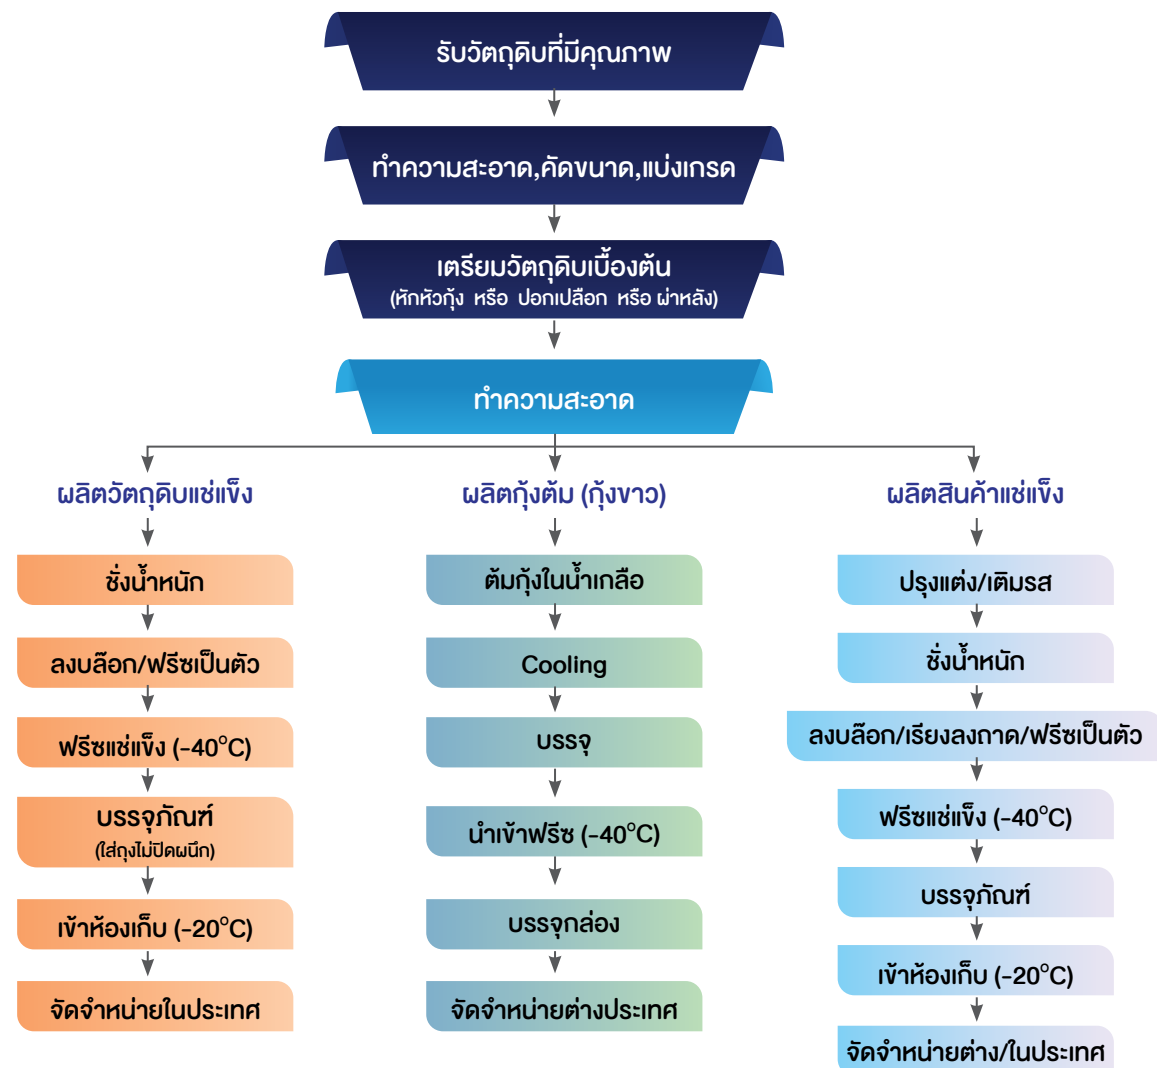 รับวัตถุดิบที่มีคุณภาพ
ทำความสะอาด,คัดขนาด,แบ่งเกรด
เตรียมวัตถุดิบเบื้องต้น
(หักหัวกุ้ง หรือ ปอกเปลือก หรือ ผ่าหลัง)
ทำความสะอาด
ผลิตวัตถุดิบแช่แข็ง
ชั่งน้ำหนัก
ลงบล๊อก/ฟรีซเป็นตัว
ฟรีซแช่แข็ง (-40°C)
บรรจุภัณฑ์
(ใส่ถุงไม่ปิดผนึก)
เข้าห้องเก็บ (-20°C)
จัดจำหน่ายในประเทศ
ผลิตกุ้งต้ม (กุ้งขาว)
ต้มกุ้งในน้ำเกลือ
Cooling
บรรจุ
นำเข้าฟรีซ (-40°C)
บรรจุกล่อง
จัดจำหน่ายต่างประเทศ
ผลิตสินค้าแช่แข็ง
ปรุงแต่ง/เติมรส
ชั่งน้ำหนัก
ลงบล๊อก/เรียงลงถาด/ฟรีซเป็นตัว
ฟรีซแช่แข็ง (-40°C)
บรรจุภัณฑ์
เข้าห้องเก็บ (-20°C)
จัดจำหน่ายต่าง/ในประเทศ